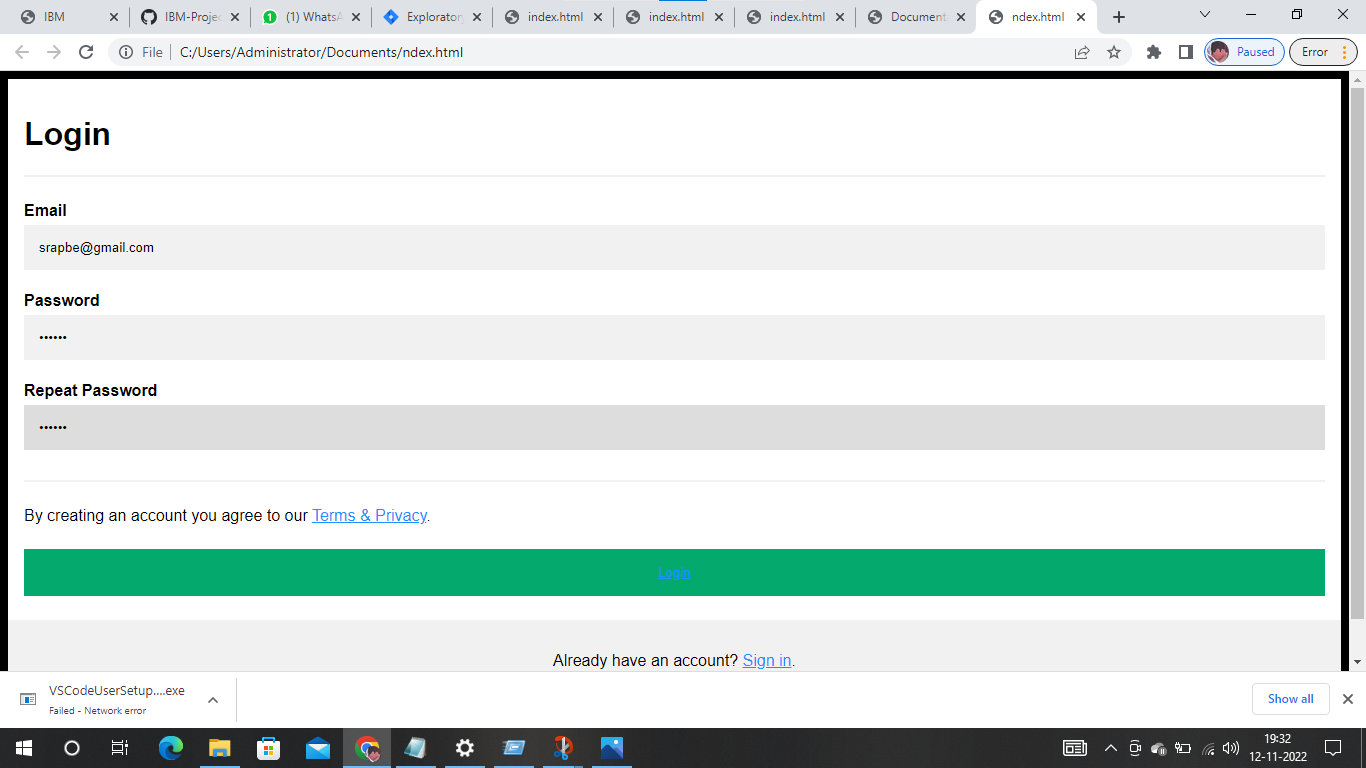 IBM
IBM-Projec
(1) WhatsA
Explorator
index.html
index.html
index.html
Document
ndex.html
File
C:/Users/Administrator/Documents/ndex.html
Paused
Error
Login
Email
srapbe@gmail.com
Password
••••••
Repeat Password
••••••
By creating an account you agree to our Terms & Privacy.
Login
Already have an account? Sign in.
VSCodeUserSetup....exe
Failed - Network error
Show all
19:32
12-11-2022